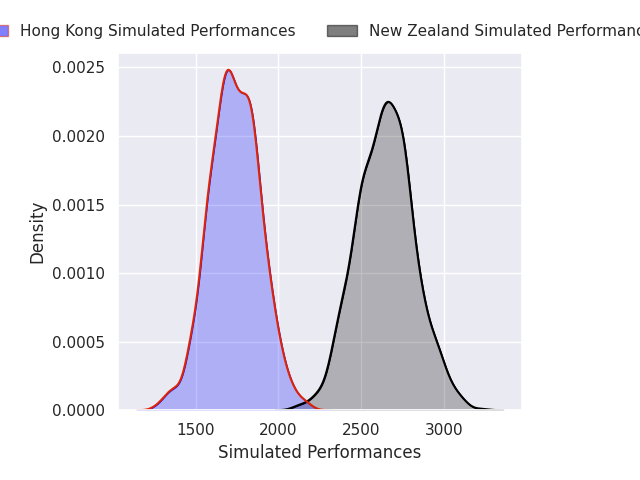 Hong Kong Simulated Performances
New Zealand Simulated
0.0025
0.0020
0.0015
0.0010
0.0005
0.0000
Density
1500 2000 2500 3000
Simulated Performances